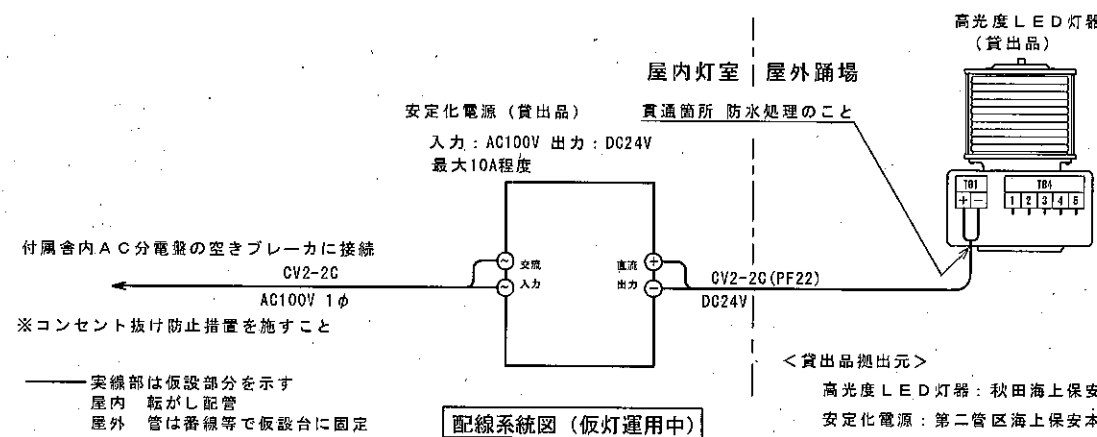 高光度ＬＥＤ灯器
（貸出品）
屋内灯室 屋外踊場
安定化電源（貸出品）
貫通箇所 防水処理のこと
入力：AC100V 出力：DC24V
最大10A程度
TB1 TB4
+ - 1 2 3 4 5
付属舎内ＡＣ分電盤の空きブレーカに接続
~ 交流 直流 +
CV2-2C
~ 入力 出力 -
CV2-2C(PF22)
AC100V 1φ
DC24V
※コンセント抜け防止措置を施すこと
＜貸出品拠出元＞
実線部は仮設部分を示す
高光度ＬＥＤ灯器：秋田海上保安
屋内 転がし配管
屋外 管は番線等で仮設台に固定
配線系統図（仮灯運用中）
安定化電源：第二管区海上保安本